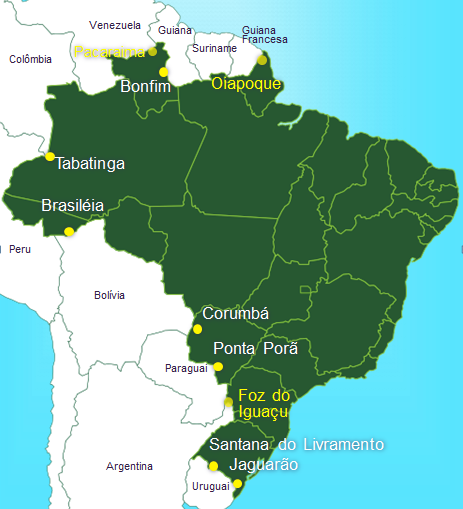 Venezuela
Guiana
Guiana
Francesa
Suriname
Pacaraima
Colômbia
Bonfim
Oiapoque
Tabatinga
Brasiléia
Peru
Bolívia
Corumbá
Ponta Porã
Paraguai
Foz do
Iguaçu
Santana do Livramento
Jaguarão
Argentina
Uruguai